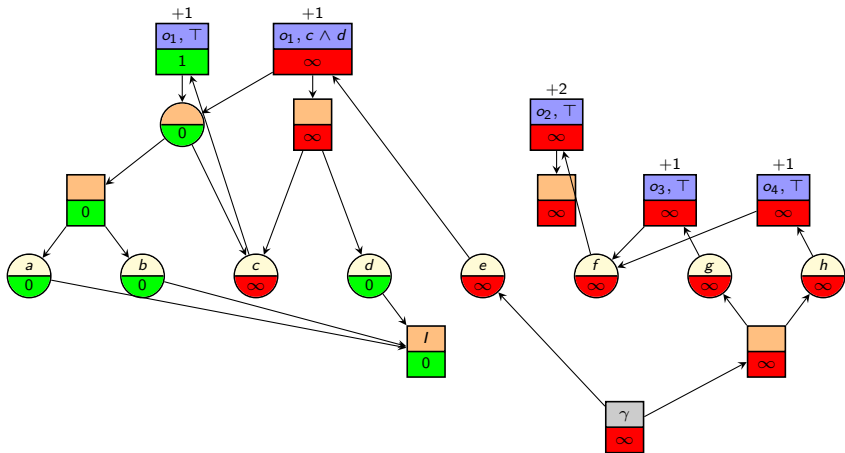 +1 +1
o₁, ⊤ o₁, c ∧ d
1 ∞
+2
o₂, ⊤
0 ∞ ∞
+1 +1
o₃, ⊤ o₄, ⊤
0 ∞ ∞ ∞
a b c d e f g h
0 0 ∞ 0 ∞ ∞ ∞ ∞
I
0 ∞
γ
∞